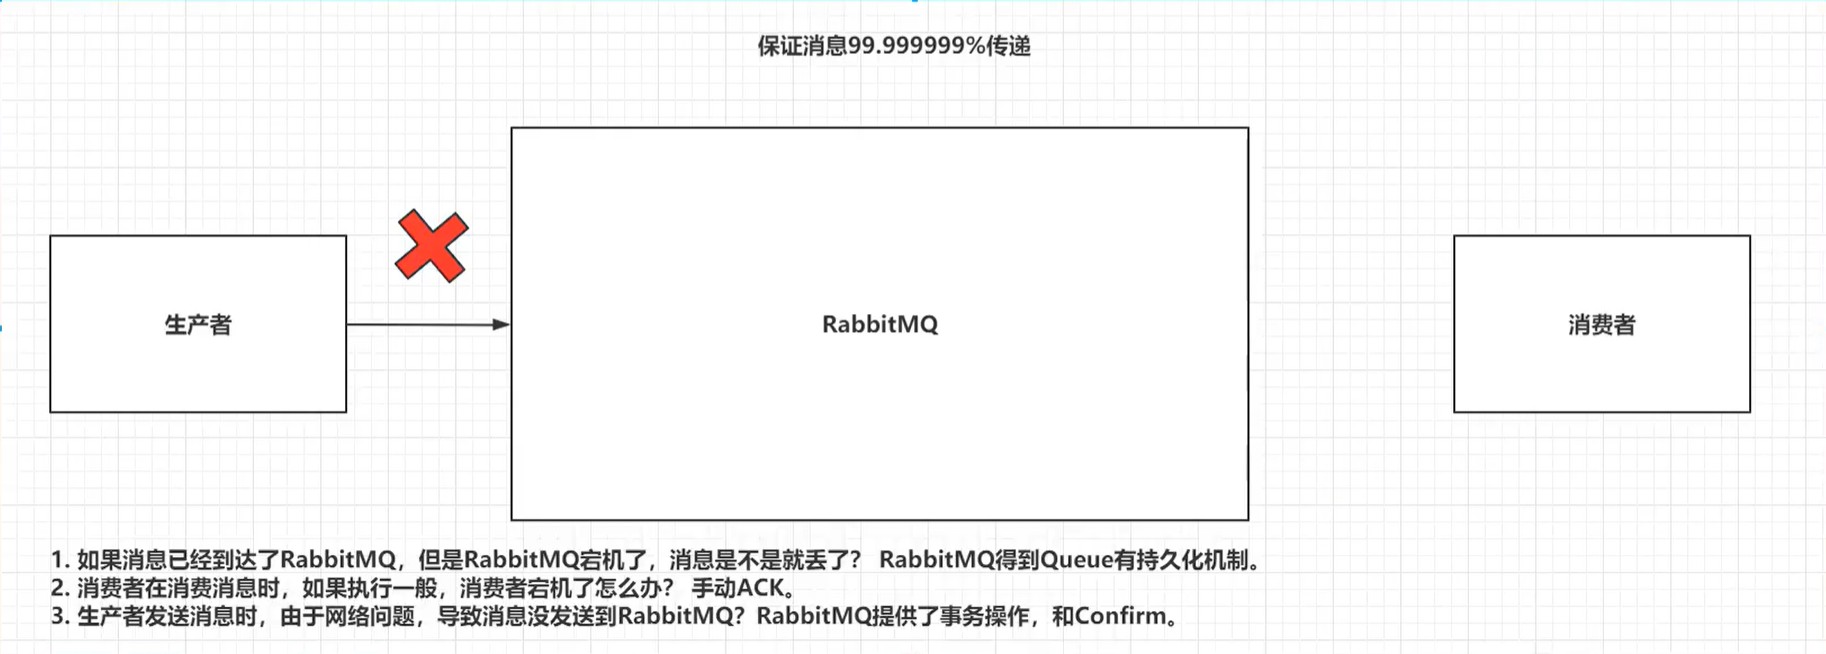 保证消息99.999999%传递
生产者
RabbitMQ
消费者
1. 如果消息已经到达了RabbitMQ，但是RabbitMQ宕机了，消息是不是就丢了？ RabbitMQ得到Queue有持久化机制。
2. 消费者在消费消息时，如果执行一般，消费者宕机了怎么办？ 手动ACK。
3. 生产者发送消息时，由于网络问题，导致消息没发送到RabbitMQ？RabbitMQ提供了事务操作，和Confirm。